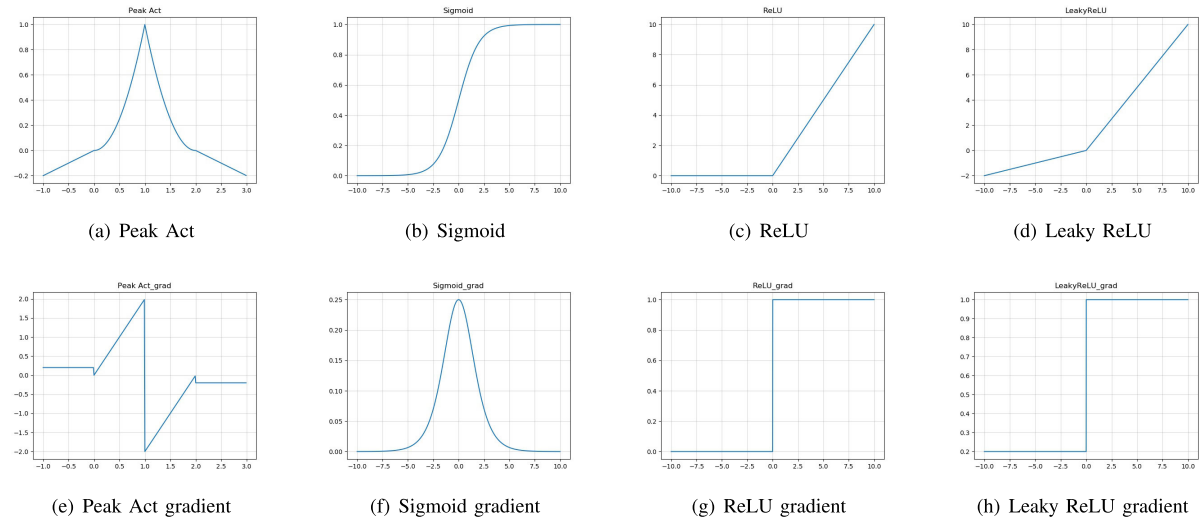 Peak Act
1.0
0.8
0.6
0.4
0.2
0.0
−0.2
−1.0 −0.5 0.0 0.5 1.0 1.5 2.0 2.5 3.0
(a) Peak Act
Sigmoid
1.0
0.8
0.6
0.4
0.2
0.0
−10.0 −7.5 −5.0 −2.5 0.0 2.5 5.0 7.5 10.0
(b) Sigmoid
ReLU
10
8
6
4
2
0
−10.0 −7.5 −5.0 −2.5 0.0 2.5 5.0 7.5 10.0
(c) ReLU
LeakyReLU
10
8
6
4
2
0
−2
−10.0 −7.5 −5.0 −2.5 0.0 2.5 5.0 7.5 10.0
(d) Leaky ReLU
Peak Act_grad
2.0
1.5
1.0
0.5
0.0
−0.5
−1.0
−1.5
−2.0
−1.0 −0.5 0.0 0.5 1.0 1.5 2.0 2.5 3.0
(e) Peak Act gradient
Sigmoid_grad
0.25
0.20
0.15
0.10
0.05
0.00
−10.0 −7.5 −5.0 −2.5 0.0 2.5 5.0 7.5 10.0
(f) Sigmoid gradient
ReLU_grad
1.0
0.8
0.6
0.4
0.2
0.0
−10.0 −7.5 −5.0 −2.5 0.0 2.5 5.0 7.5 10.0
(g) ReLU gradient
LeakyReLU_grad
1.0
0.9
0.8
0.7
0.6
0.5
0.4
0.3
0.2
−10.0 −7.5 −5.0 −2.5 0.0 2.5 5.0 7.5 10.0
(h) Leaky ReLU gradient